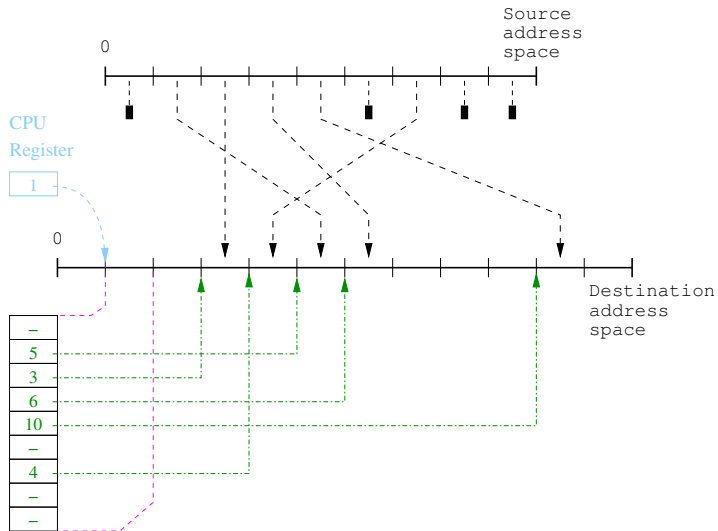 Source
address
space
0
CPU
Register
1
0
Destination
address
space
–
5
3
6
10
–
4
–
–